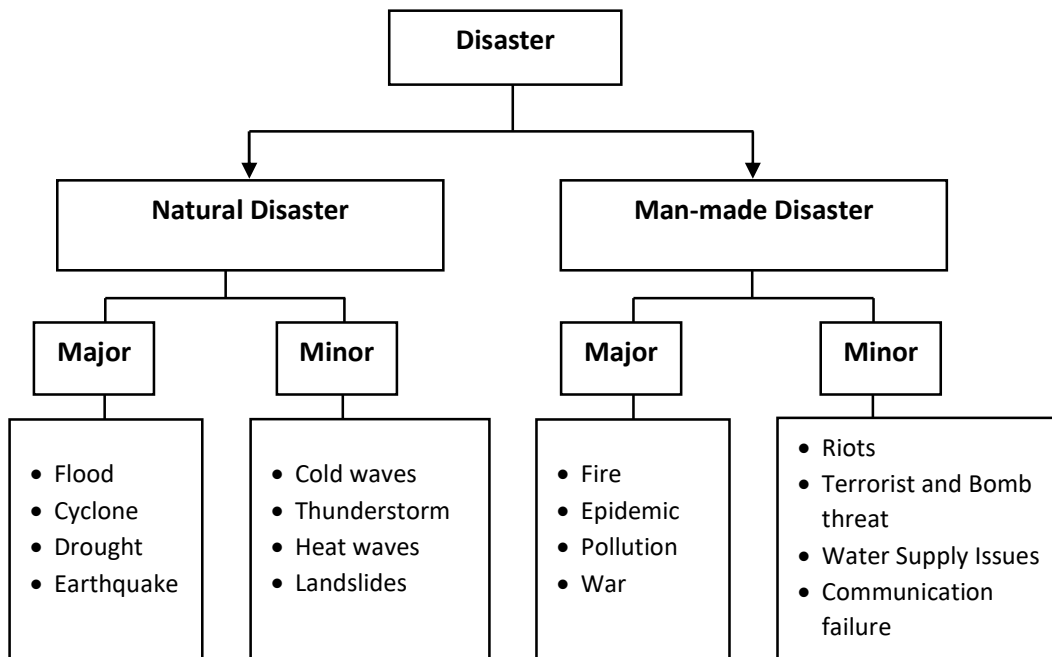 Disaster
Natural Disaster
Man-made Disaster
Major
Minor
Major
Minor
• Flood
• Cyclone
• Drought
• Earthquake
• Cold waves
• Thunderstorm
• Heat waves
• Landslides
• Fire
• Epidemic
• Pollution
• War
• Riots
• Terrorist and Bomb
threat
• Water Supply Issues
• Communication
failure